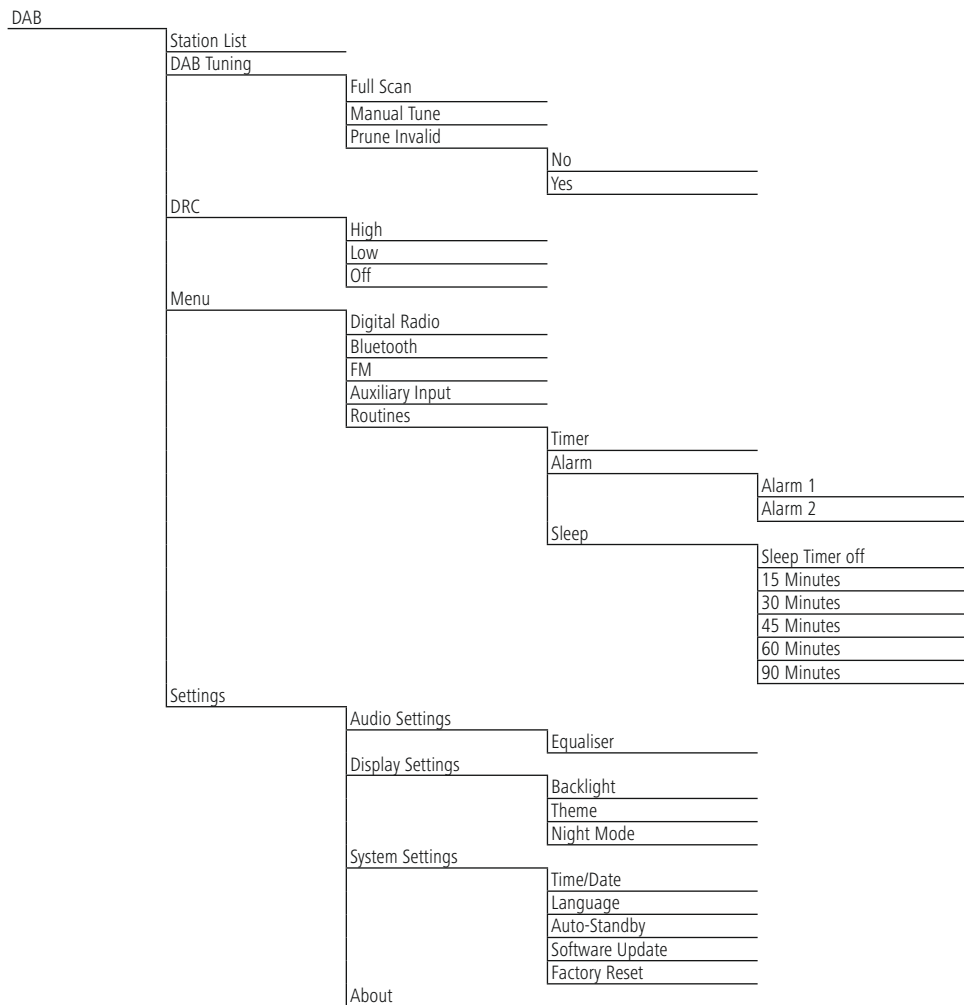 DAB
Station List
DAB Tuning
Full Scan
Manual Tune
Prune Invalid
No
Yes
DRC
High
Low
Off
Menu
Digital Radio
Bluetooth
FM
Auxiliary Input
Routines
Timer
Alarm
Alarm 1
Alarm 2
Sleep
Sleep Timer off
15 Minutes
30 Minutes
45 Minutes
60 Minutes
90 Minutes
Settings
Audio Settings
Equaliser
Display Settings
Backlight
Theme
Night Mode
System Settings
Time/Date
Language
Auto-Standby
Software Update
Factory Reset
About